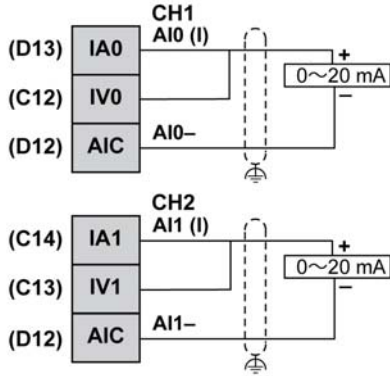 CH1
(D13) IA0 AI0 (I) +
0~20 mA
(C12) IV0 −
(D12) AIC AI0−
CH2
(C14) IA1 AI1 (I) +
0~20 mA
(C13) IV1 −
(D12) AIC AI1−